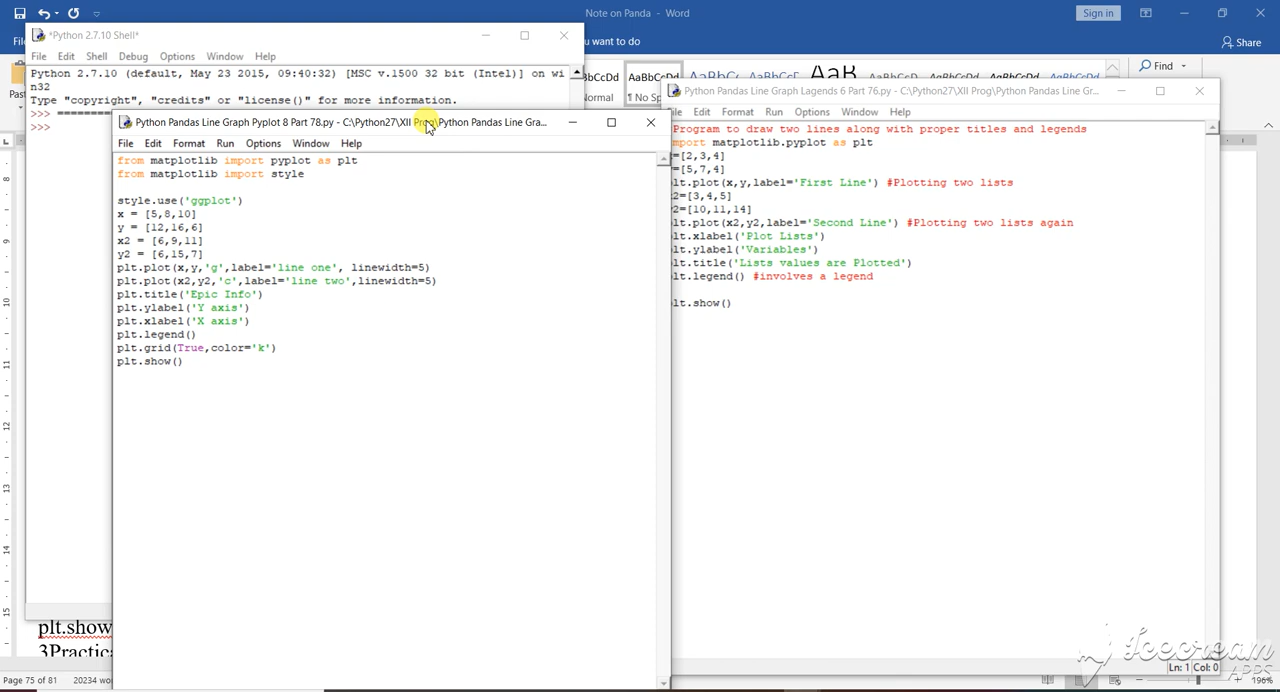 Note on Panda - Word
Sign in
*Python 2.7.10 Shell*
want to do
Share
File Edit Shell Debug Options Window Help
Find
Python 2.7.10 (default, May 23 2015, 09:40:32) [MSC v.1500 32 bit (Intel)] on wi
n32
Type "copyright", "credits" or "license()" for more information.
>>>
>>>
Python Pandas Line Graph Pyplot 8 Part 78.py - C:\Python27\XII Prog\Python Pandas Line Gra...
File Edit Format Run Options Window Help
from matplotlib import pyplot as plt
from matplotlib import style
style.use('ggplot')
x = [5,8,10]
y = [12,16,6]
x2 = [6,9,11]
y2 = [6,15,7]
plt.plot(x,y,'g',label='line one', linewidth=5)
plt.plot(x2,y2,'c',label='line two',linewidth=5)
plt.title('Epic Info')
plt.ylabel('Y axis')
plt.xlabel('X axis')
plt.legend()
plt.grid(True,color='k')
plt.show()
Python Pandas Line Graph Lagends 6 Part 76.py - C:\Python27\XII Prog\Python Pandas Line Gr...
Edit Format Run Options Window Help
Program to draw two lines along with proper titles and legends
mport matplotlib.pyplot as plt
=[2,3,4]
=[5,7,4]
lt.plot(x,y,label='First Line') #Plotting two lists
2=[3,4,5]
2=[10,11,14]
lt.plot(x2,y2,label='Second Line') #Plotting two lists again
lt.xlabel('Plot Lists')
lt.ylabel('Variables')
lt.title('Lists values are Plotted')
lt.legend() #involves a legend
lt.show()
plt.show
3Practic
Ln: 1 Col: 0
Page 75 of 81 20234 wor
196%
Icecream
APPS